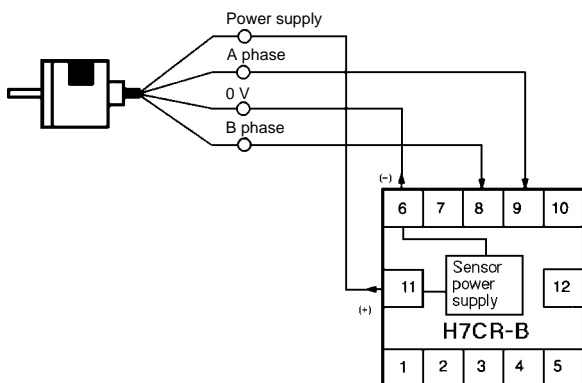 Power supply
A phase
0 V
B phase
(−)
6 7 8 9 10
11 Sensor power supply 12
(+)
H7CR-B
1 2 3 4 5